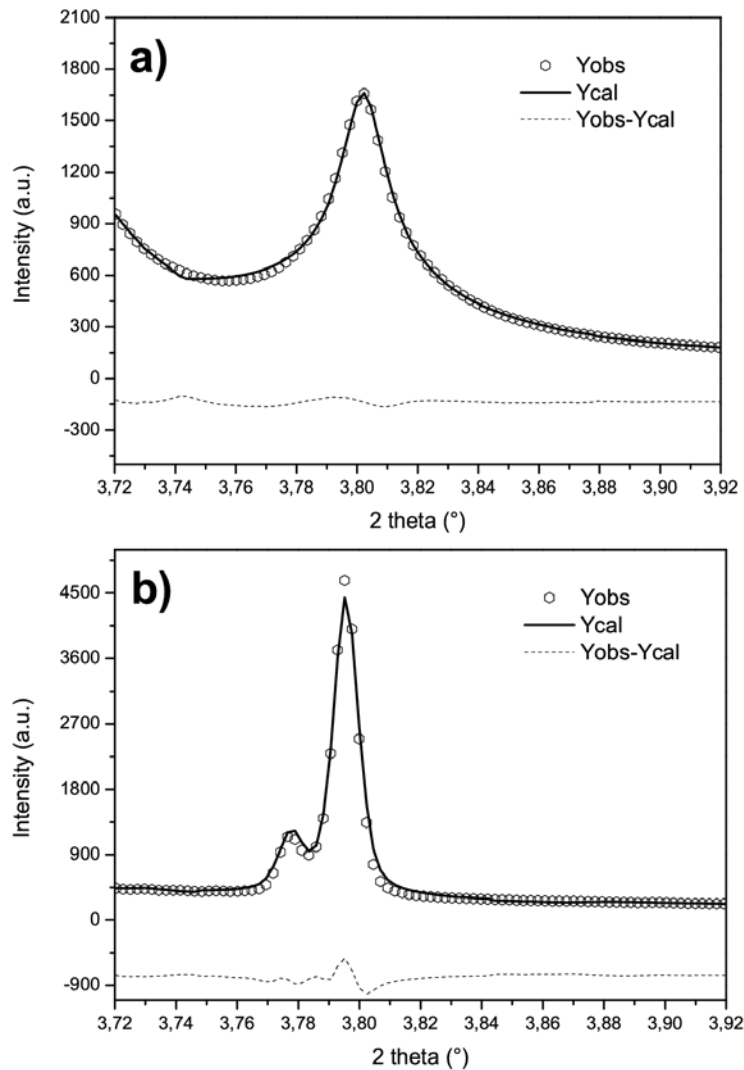 a)
Yobs
Ycal
Yobs-Ycal
2100
1800
1500
1200
900
600
300
0
-300
Intensity (a.u.)
3,72 3,74 3,76 3,78 3,80 3,82 3,84 3,86 3,88 3,90 3,92
2 theta (°)
b)
Yobs
Ycal
Yobs-Ycal
4500
3600
2700
1800
900
0
-900
Intensity (a.u.)
3,72 3,74 3,76 3,78 3,80 3,82 3,84 3,86 3,88 3,90 3,92
2 theta (°)